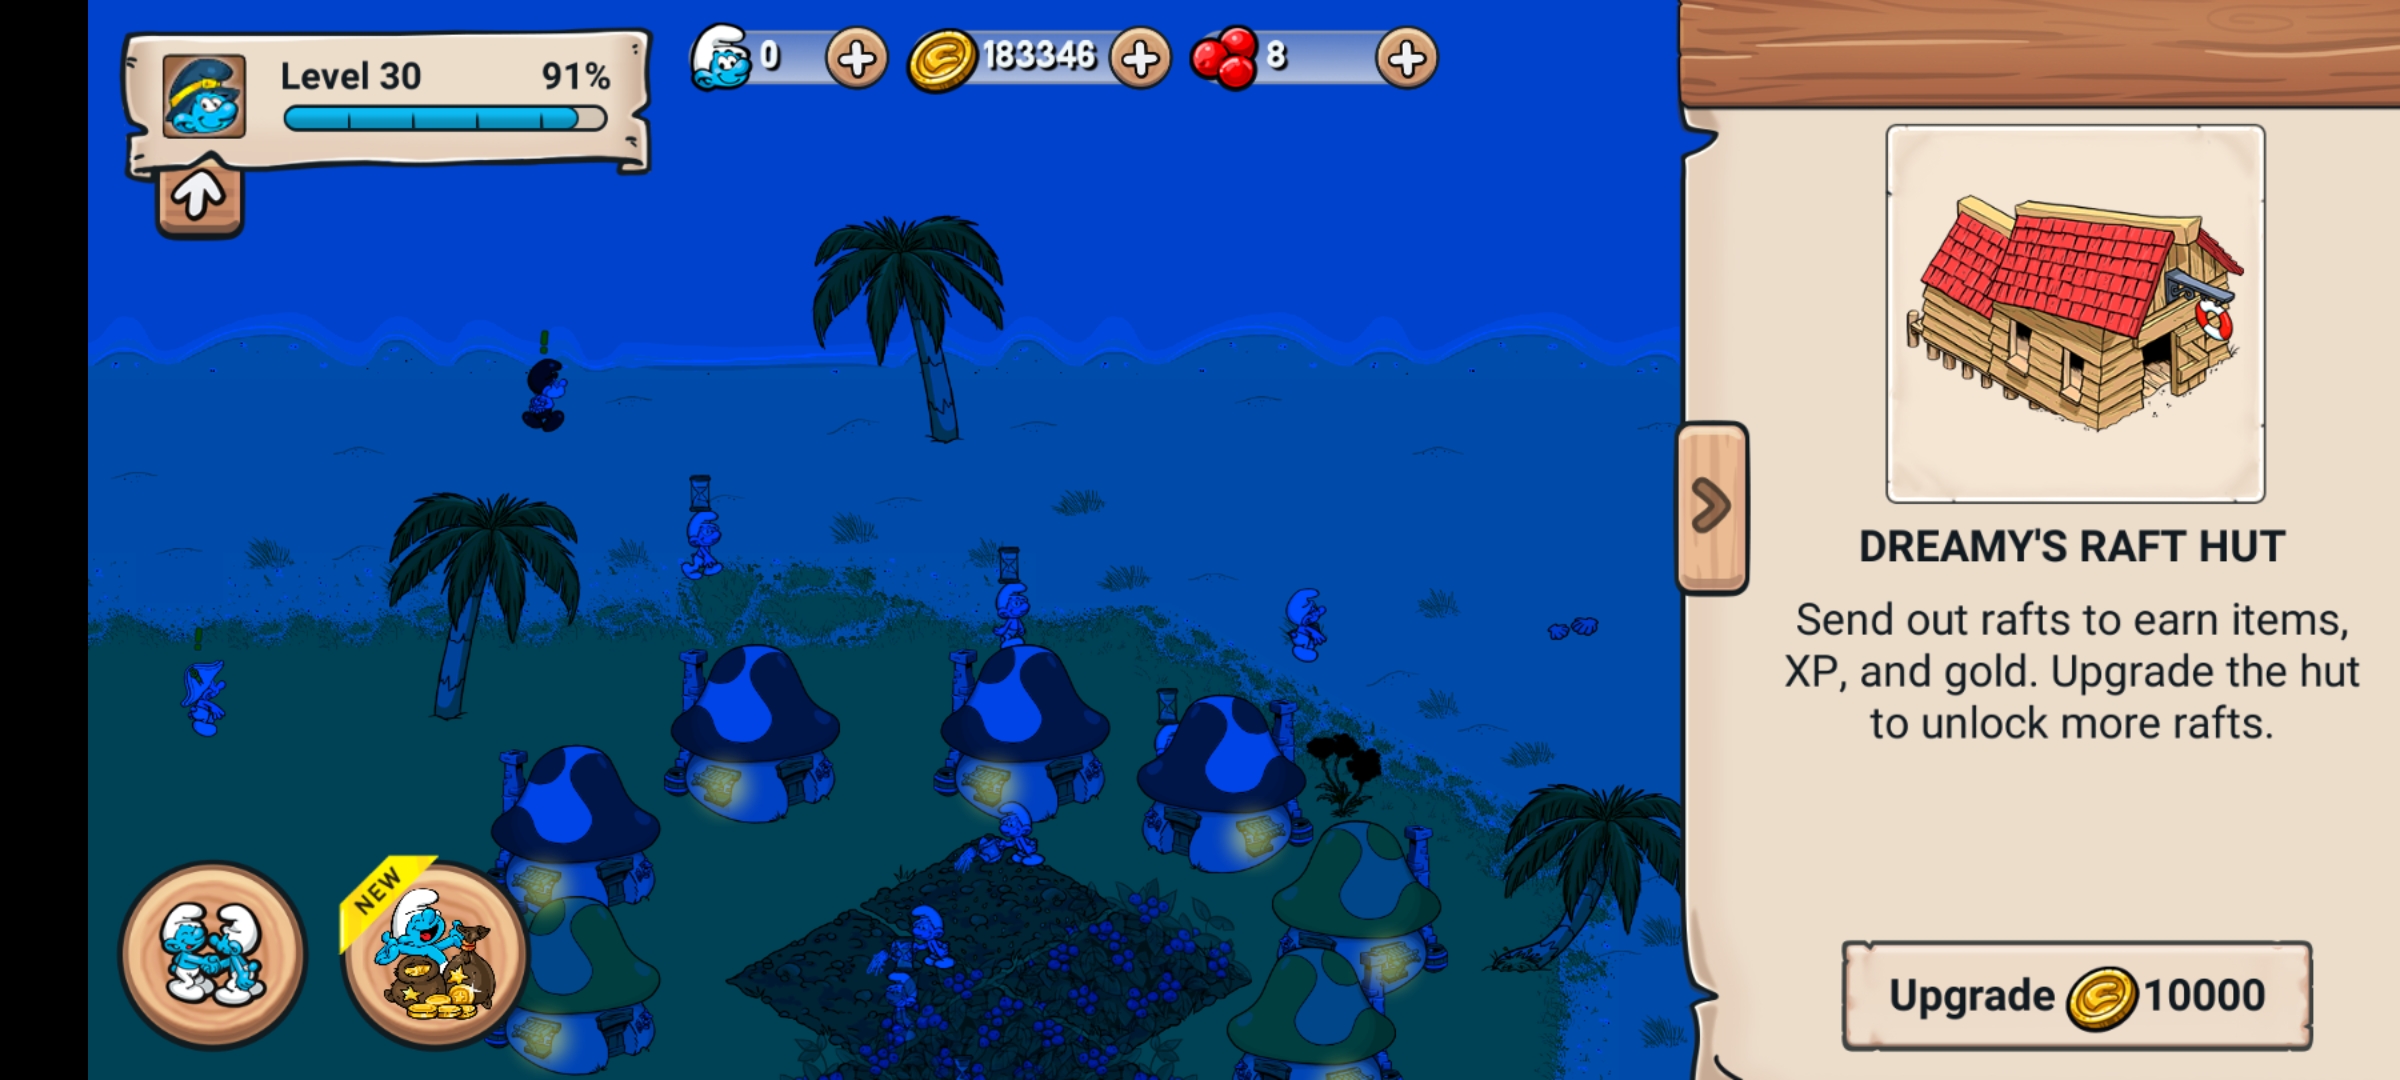 Level 30 91%
0
183346
8
DREAMY'S RAFT HUT
Send out rafts to earn items,
XP, and gold. Upgrade the hut
to unlock more rafts.
NEW
Upgrade 10000